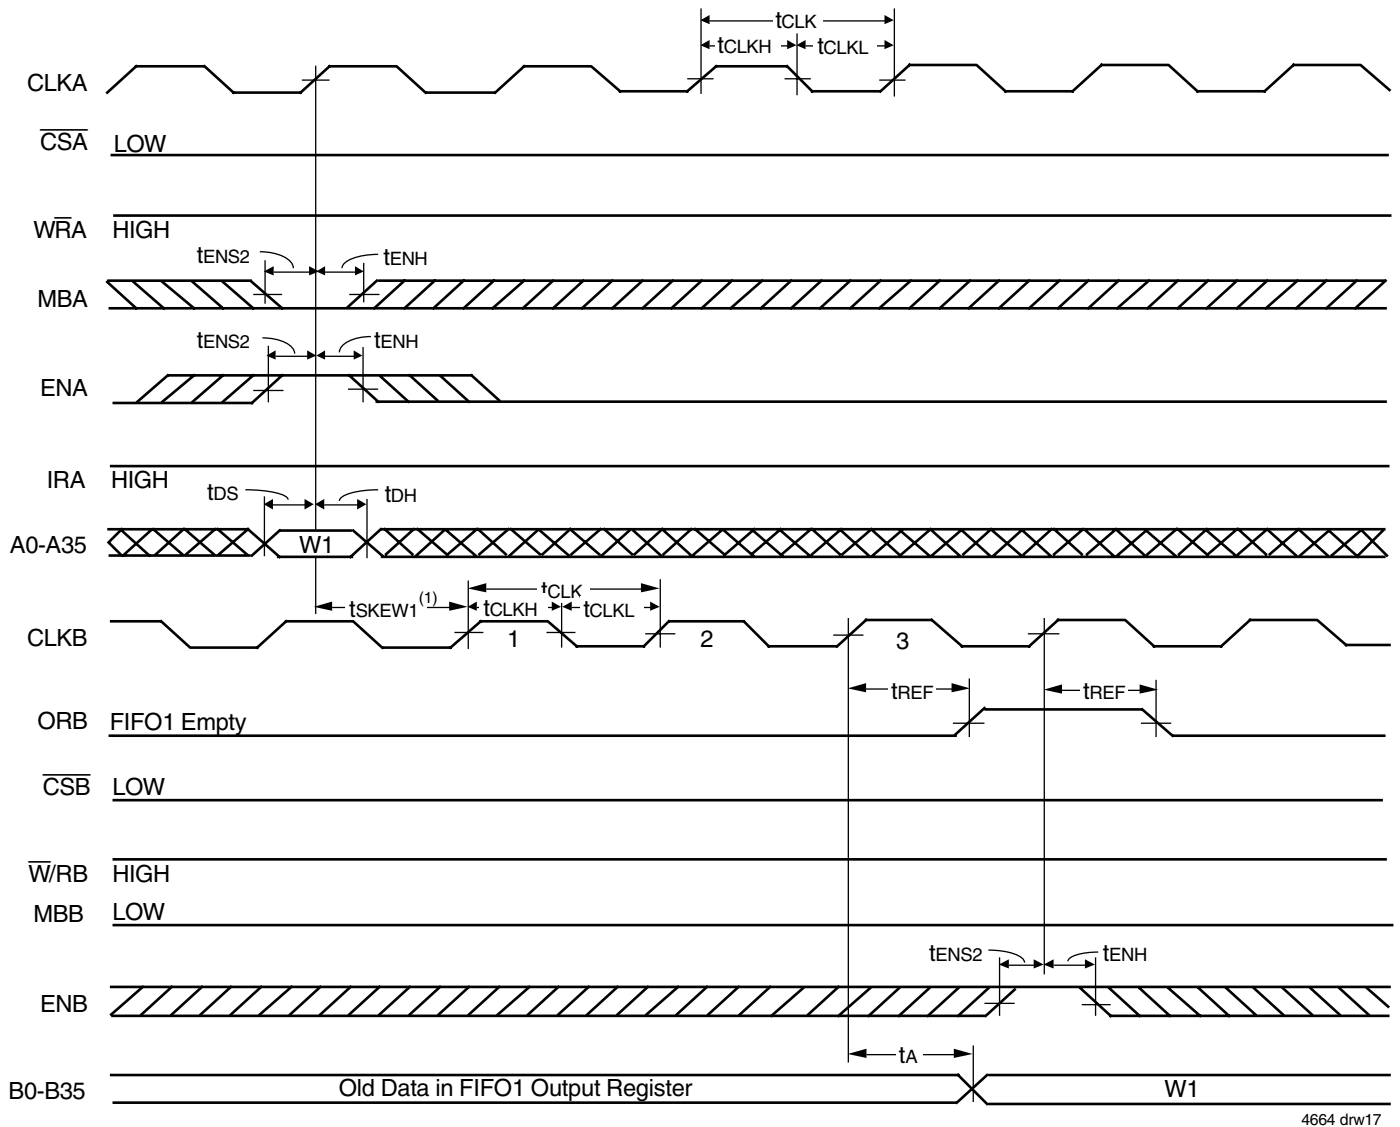 tCLK
tCLKH tCLKL
CLKA
CSA LOW
WRA HIGH
tENS2 tENH
MBA
tENS2 tENH
ENA
IRA HIGH
tDS tDH
A0-A35 W1
tCLK
tSKEW1(1) tCLKH tCLKL
CLKB 1 2 3
tREF tREF
ORB FIFO1 Empty
CSB LOW
W/RB HIGH
MBB LOW
tENS2 tENH
ENB
tA
B0-B35 Old Data in FIFO1 Output Register W1
4664 drw17